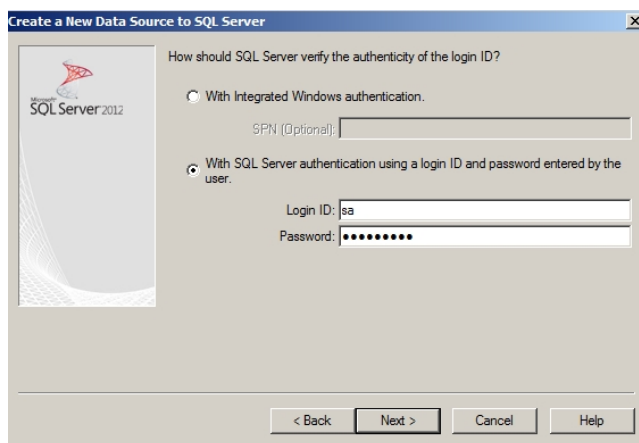 Create a New Data Source to SQL Server
Microsoft
SQL Server 2012
How should SQL Server verify the authenticity of the login ID?
With Integrated Windows authentication.
SPN (Optional):
With SQL Server authentication using a login ID and password entered by the
user.
Login ID: sa
Password: •••••••••
< Back
Next >
Cancel
Help